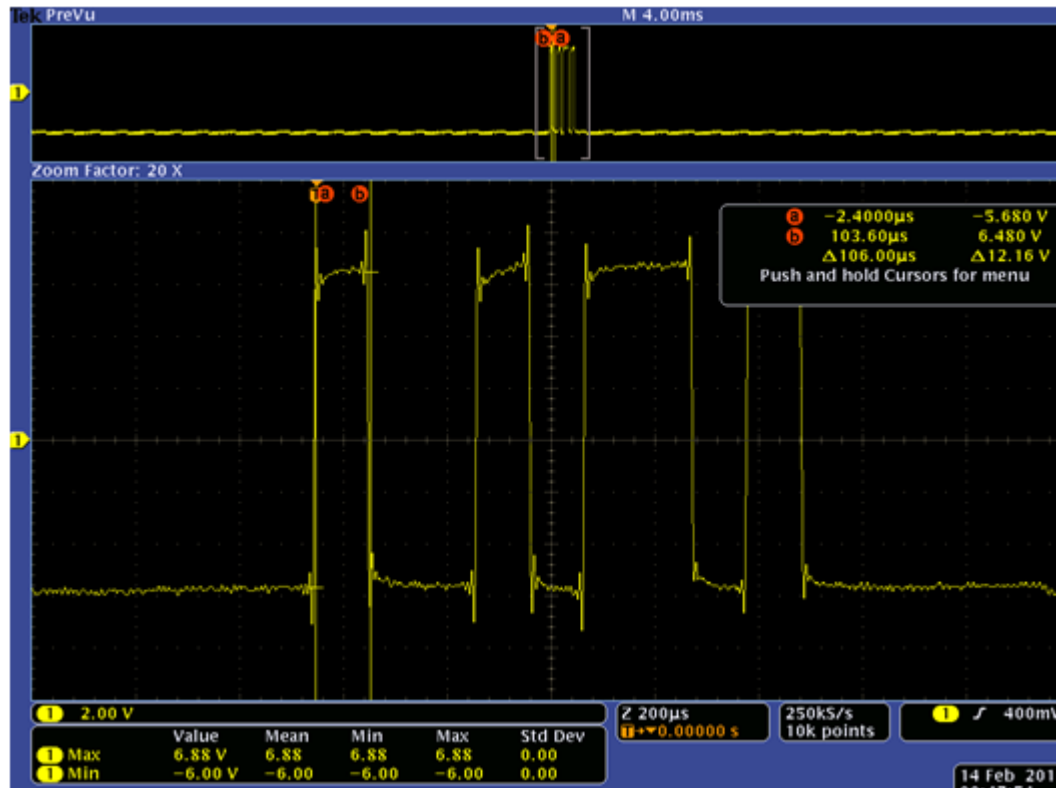 Tek PreVu M 4.00ms
b a
1
Zoom Factor: 20 X
T a b
a −2.4000µs −5.680 V
b 103.60µs 6.480 V
Δ106.00µs Δ12.16 V
Push and hold Cursors for menu
1
1 2.00 V
Z 200µs
T→▼0.00000 s
250kS/s
10k points
1 400mV
Value Mean Min Max Std Dev
1 Max 6.88 V 6.88 6.88 6.88 0.00
1 Min −6.00 V −6.00 −6.00 −6.00 0.00
14 Feb 201